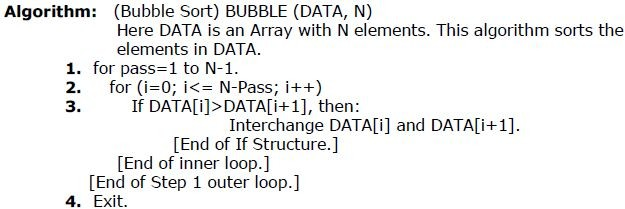 Algorithm: (Bubble Sort) BUBBLE (DATA, N)
Here DATA is an Array with N elements. This algorithm sorts the
elements in DATA.
1. for pass=1 to N-1.
2. for (i=0; i<= N-Pass; i++)
3. If DATA[i]>DATA[i+1], then:
Interchange DATA[i] and DATA[i+1].
[End of If Structure.]
[End of inner loop.]
[End of Step 1 outer loop.]
4. Exit.